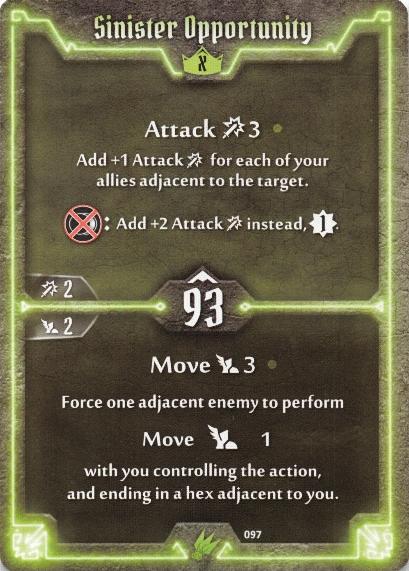 Sinister Opportunity
X
Attack 3
Add +1 Attack for each of your
allies adjacent to the target.
: Add +2 Attack instead, 1.
2
93
2
Move 3
Force one adjacent enemy to perform
Move 1
with you controlling the action,
and ending in a hex adjacent to you.
097